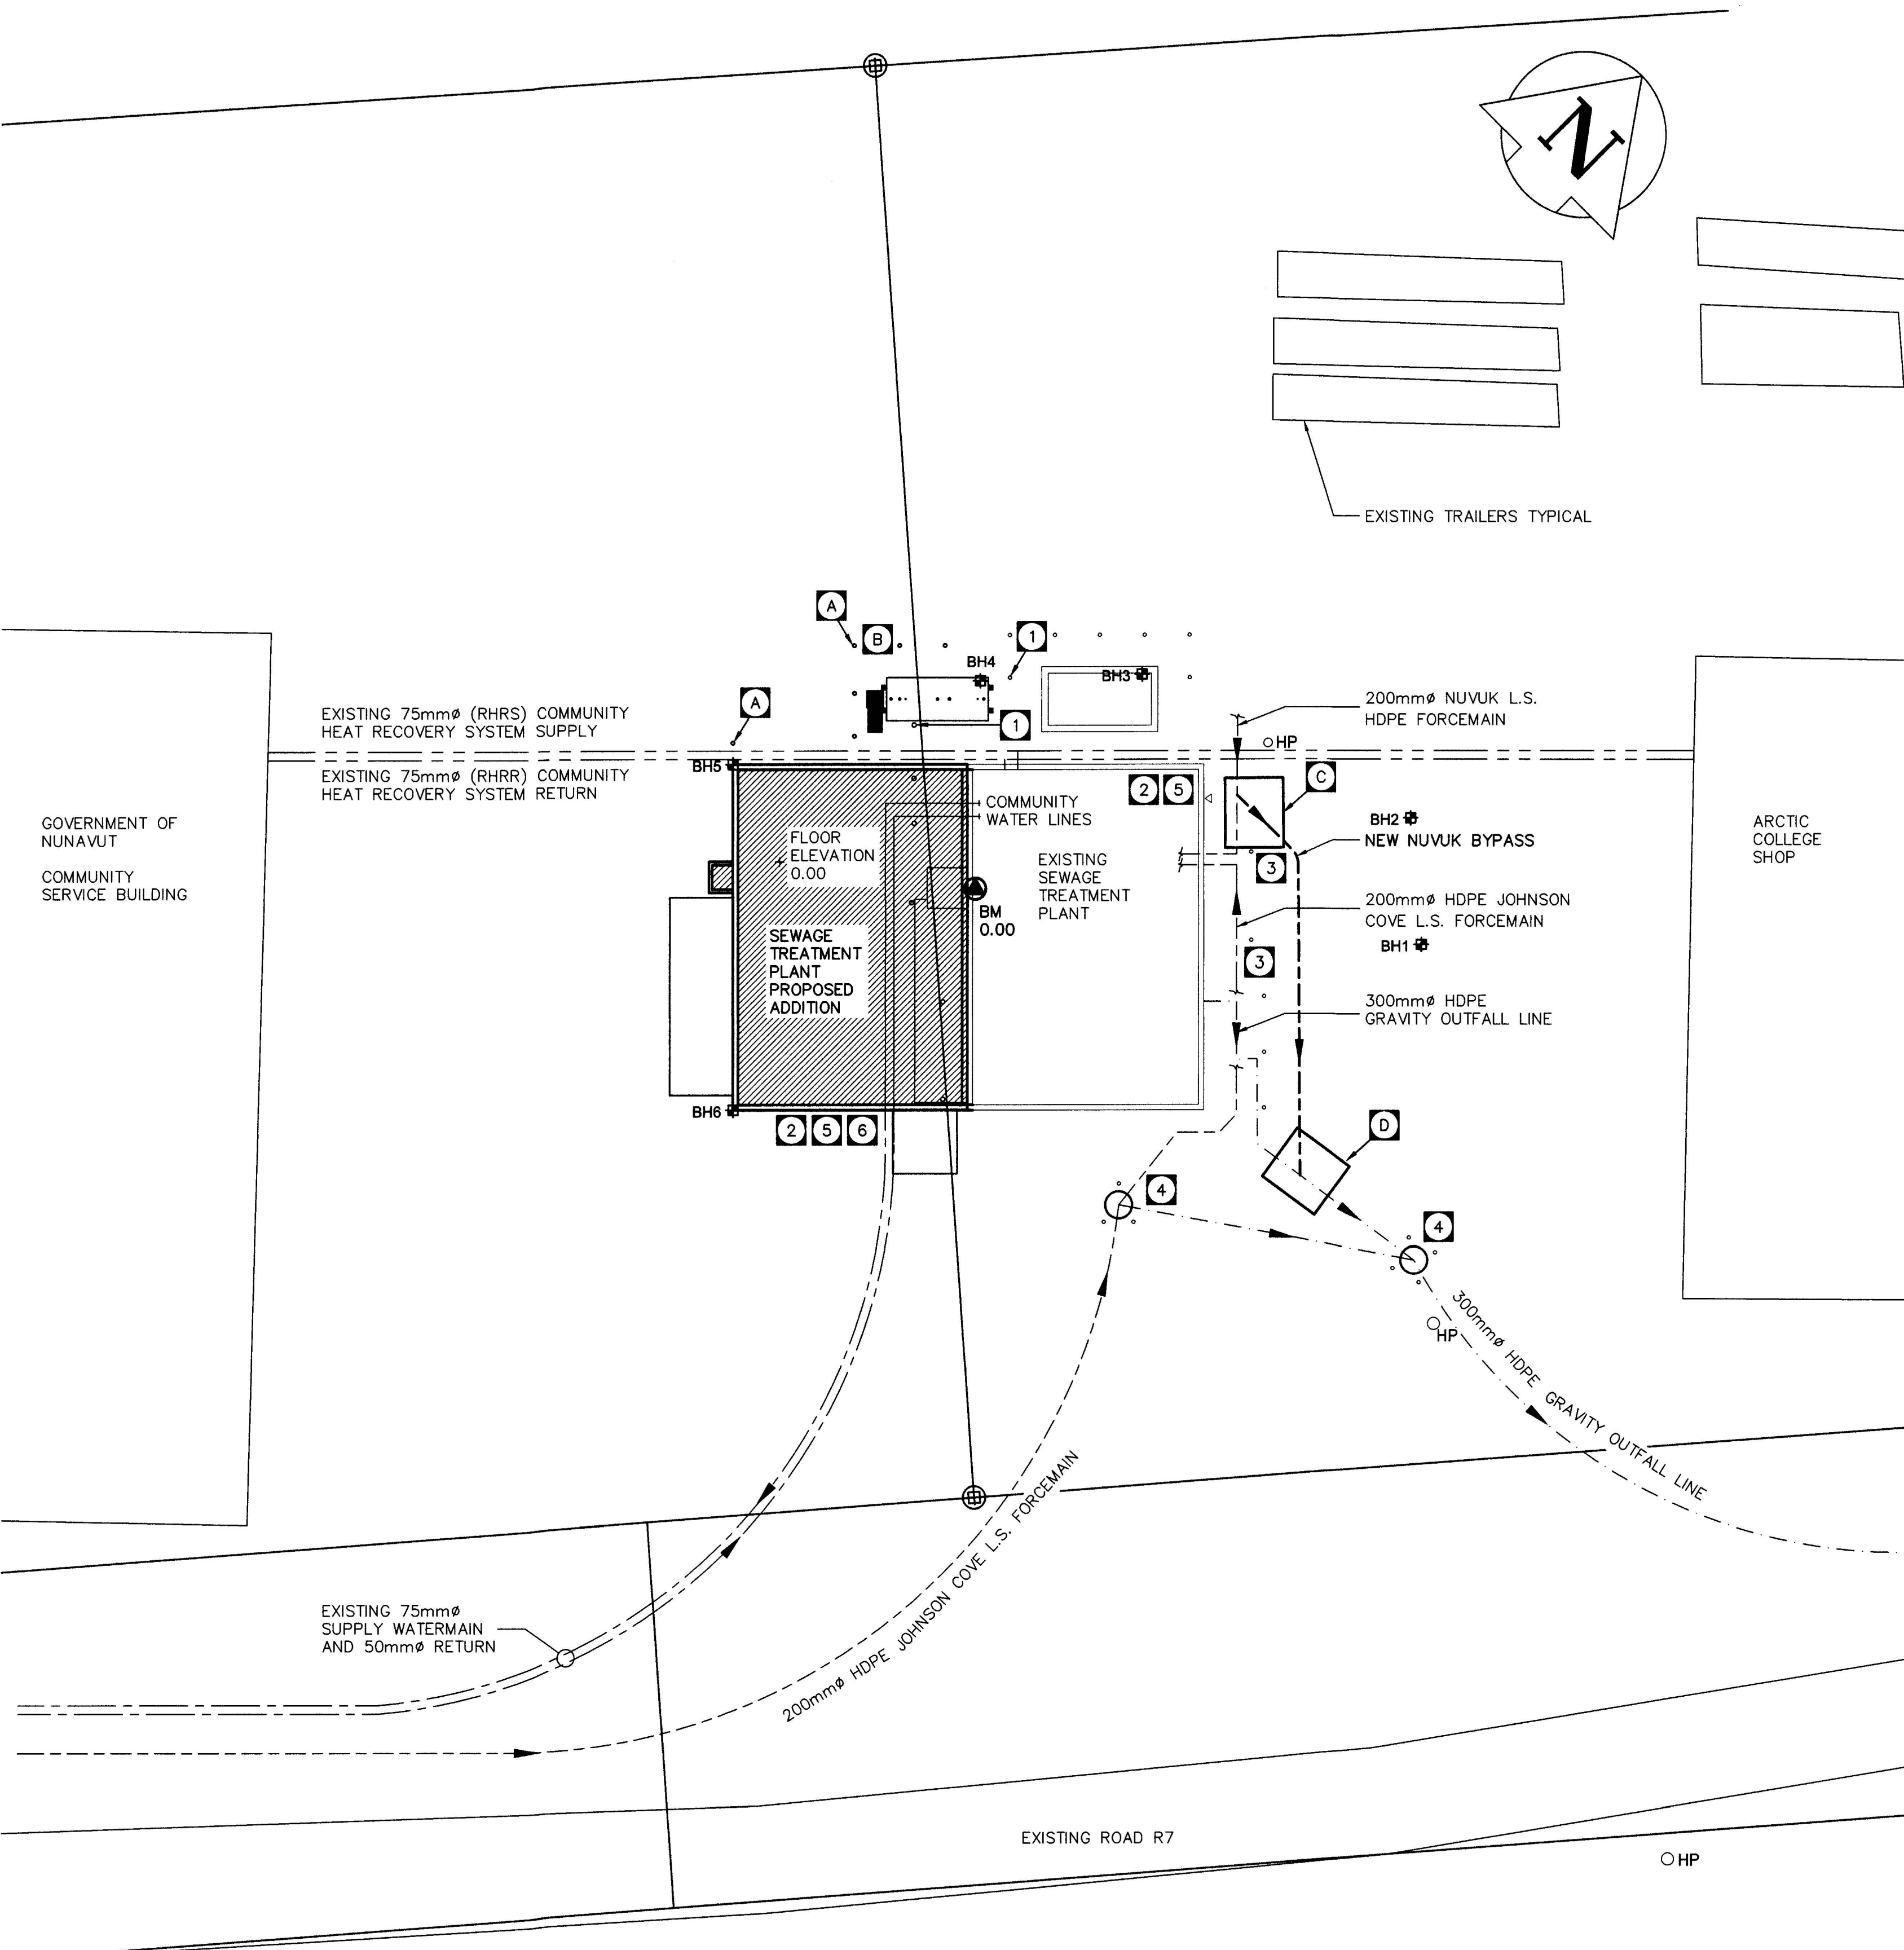 N
EXISTING TRAILERS TYPICAL
A
B
1
BH4
BH3
A
1
200mmø NUVUK L.S.
HDPE FORCEMAIN
EXISTING 75mmø (RHRS) COMMUNITY
HEAT RECOVERY SYSTEM SUPPLY
HP
BH5
EXISTING 75mmø (RHRR) COMMUNITY
HEAT RECOVERY SYSTEM RETURN
2
5
C
COMMUNITY
WATER LINES
GOVERNMENT OF
NUNAVUT
COMMUNITY
SERVICE BUILDING
FLOOR
ELEVATION
0.00
EXISTING
SEWAGE
TREATMENT
PLANT
BH2
NEW NUVUK BYPASS
3
ARCTIC
COLLEGE
SHOP
BM
0.00
200mmø HDPE JOHNSON
COVE L.S. FORCEMAIN
BH1
SEWAGE
TREATMENT
PLANT
PROPOSED
ADDITION
3
300mmø HDPE
GRAVITY OUTFALL LINE
BH6
2
5
6
D
4
4
HP
300mmø HDPE GRAVITY OUTFALL LINE
200mmø HDPE JOHNSON COVE L.S. FORCEMAIN
EXISTING 75mmø
SUPPLY WATERMAIN
AND 50mmø RETURN
EXISTING ROAD R7
HP